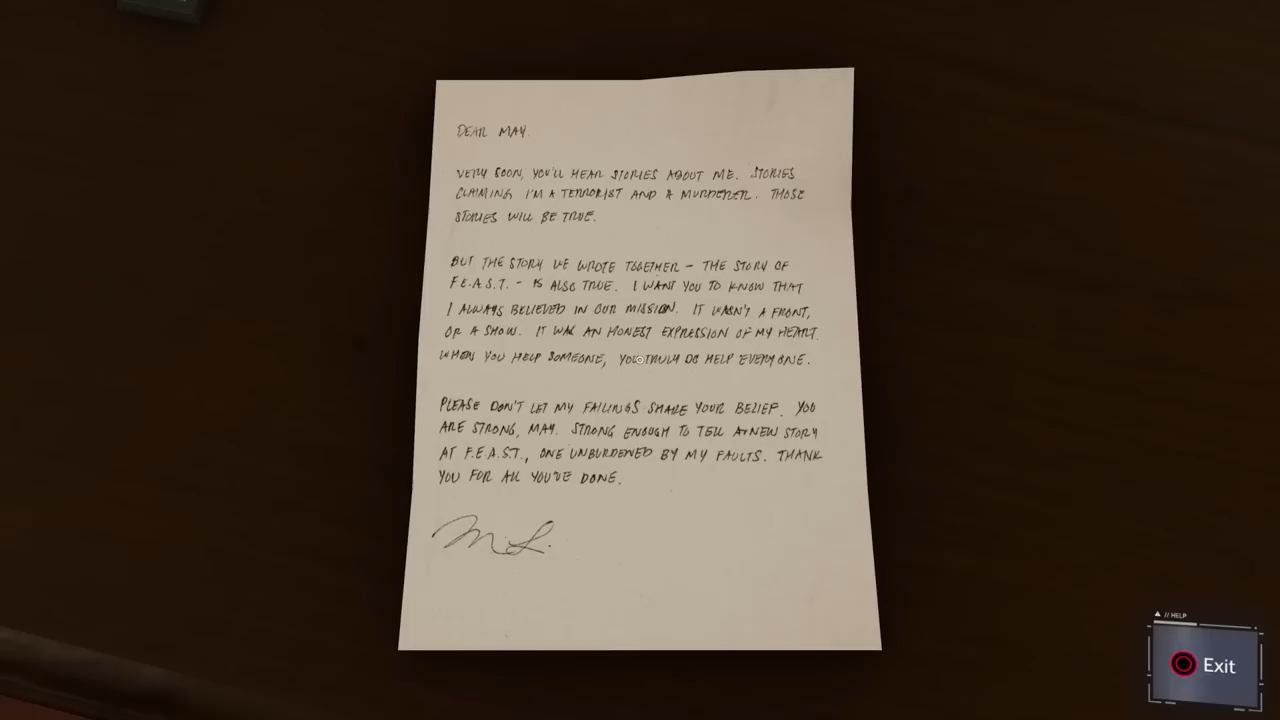 DEAR MAY.
VERY SOON, YOU'LL HEAR STORIES ABOUT ME. STORIES
CLAIMING I'M A TERRORIST AND A MURDERER. THOSE
STORIES WILL BE TRUE.
BUT THE STORY WE WROTE TOGETHER - THE STORY OF
F.E.A.S.T. - IS ALSO TRUE. I WANT YOU TO KNOW THAT
I ALWAYS BELIEVED IN OUR MISSION. IT WASN'T A FRONT,
OR A SHOW. IT WAS AN HONEST EXPRESSION OF MY HEART.
WHEN YOU HELP SOMEONE, YOU TRULY DO HELP EVERYONE.
PLEASE DON'T LET MY FAILINGS SHAKE YOUR BELIEF. YOU
ARE STRONG, MAY. STRONG ENOUGH TO TELL A NEW STORY
AT F.E.A.S.T., ONE UNBURDENED BY MY FAULTS. THANK
YOU FOR ALL YOU'VE DONE.
M.L.
// HELP
Exit